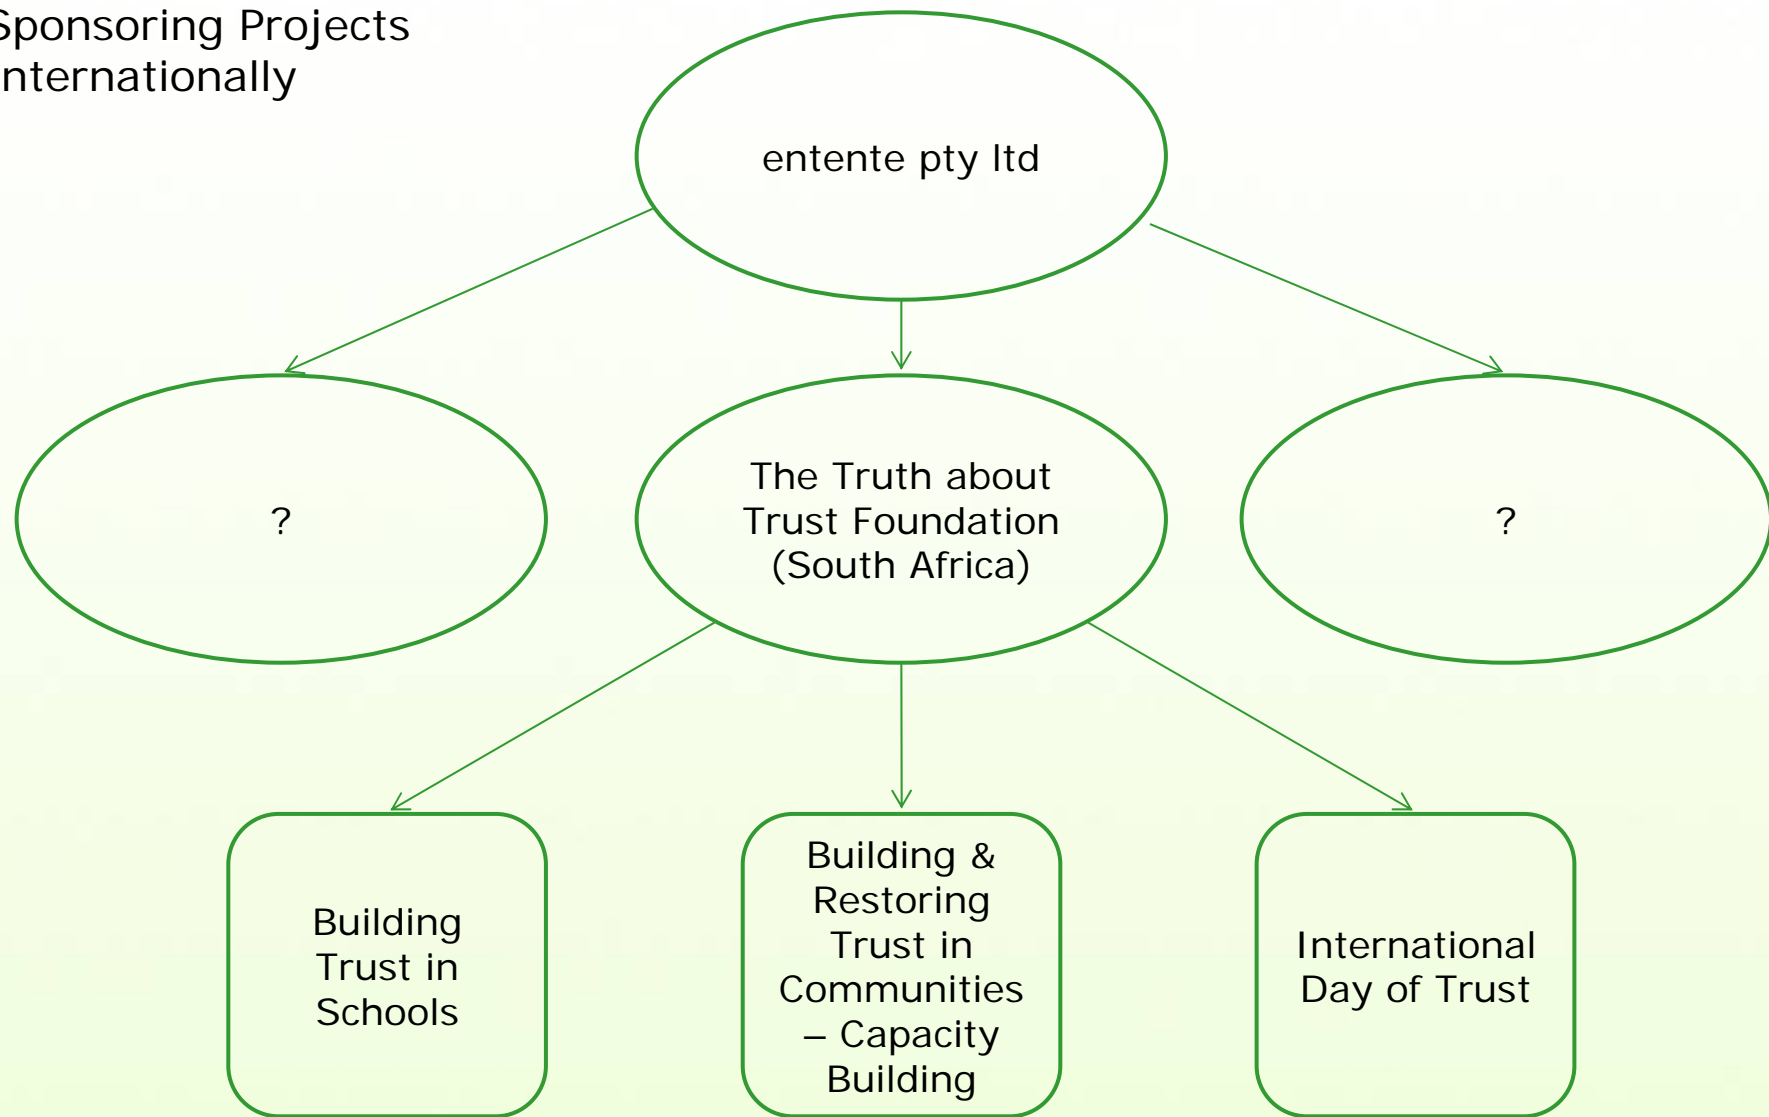 Sponsoring Projects
Internationally
entente pty ltd
?
The Truth about
Trust Foundation
(South Africa)
?
Building
Trust in
Schools
Building &
Restoring
Trust in
Communities
– Capacity
Building
International
Day of Trust